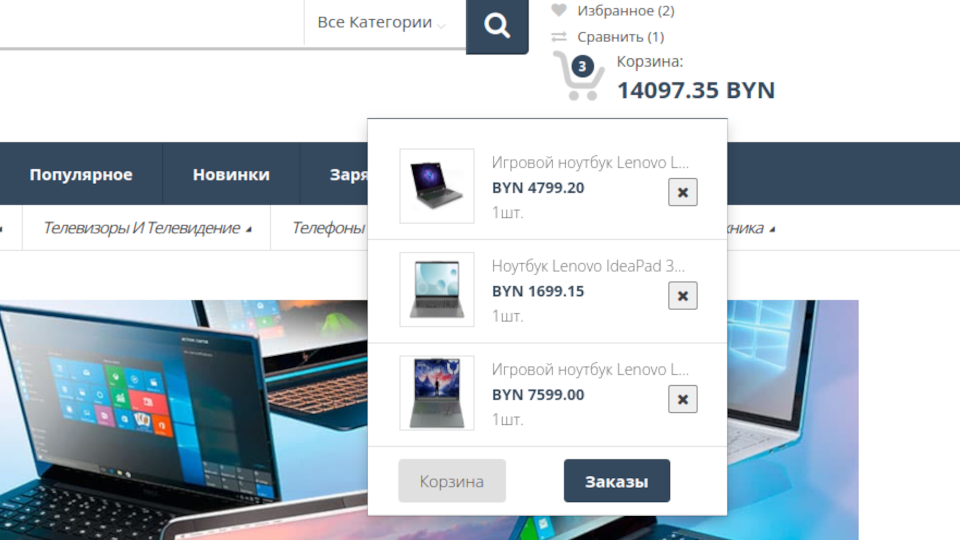 Все Категории
Избранное (2)
Сравнить (1)
3
Корзина:
14097.35 BYN
Популярное
Новинки
Заря
Телевизоры И Телевидение
Телефоны
хника
Игровой ноутбук Lenovo L...
BYN 4799.20
1шт.
Ноутбук Lenovo IdeaPad 3...
BYN 1699.15
1шт.
Игровой ноутбук Lenovo L...
BYN 7599.00
1шт.
Корзина
Заказы